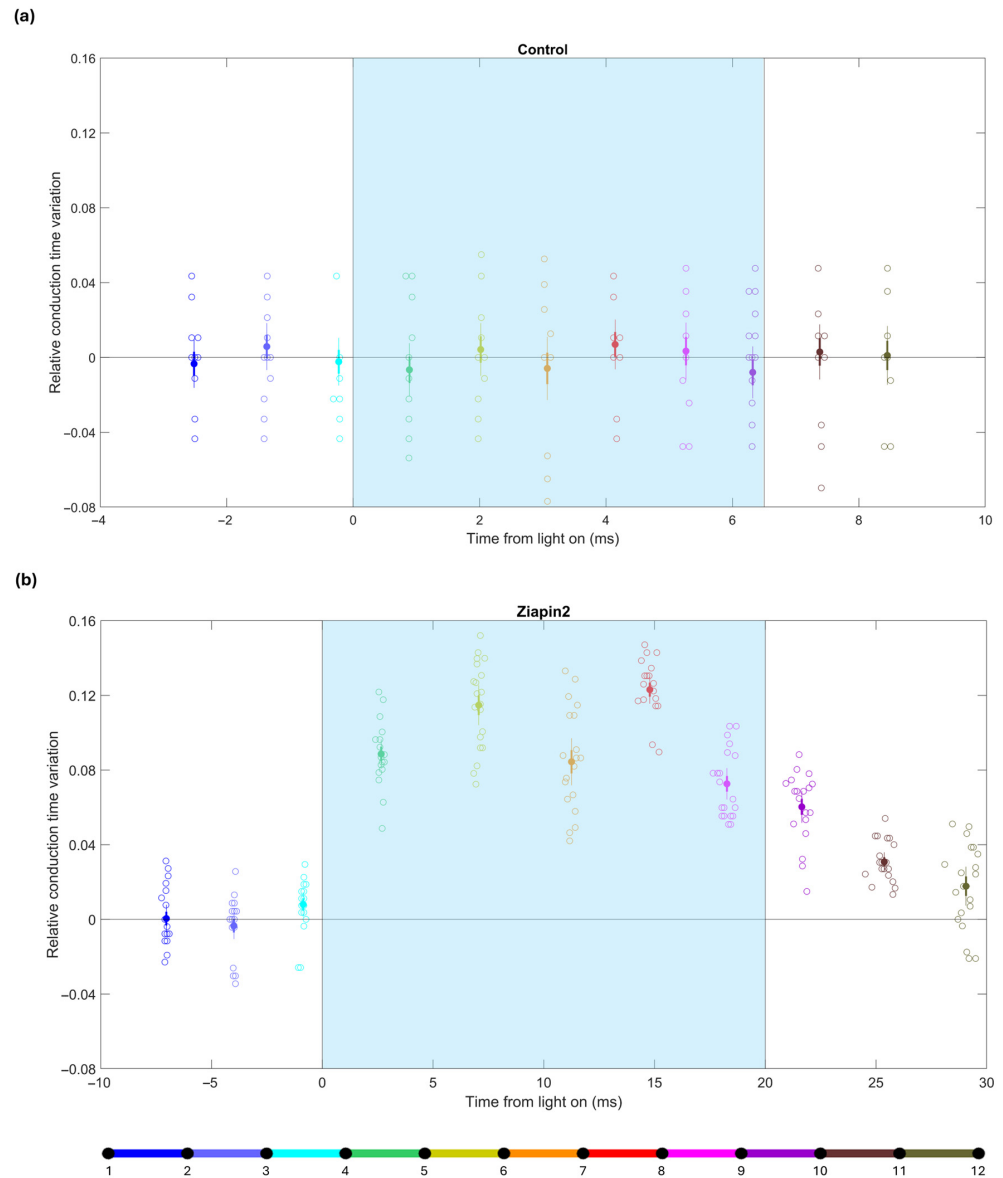 (a)
Control
0.16
0.12
0.08
0.04
0
−0.04
−0.08
Relative conduction time variation
−4 −2 0 2 4 6 8 10
Time from light on (ms)
(b)
Ziapin2
0.16
0.12
0.08
0.04
0
−0.04
−0.08
Relative conduction time variation
−10 −5 0 5 10 15 20 25 30
Time from light on (ms)
1 2 3 4 5 6 7 8 9 10 11 12